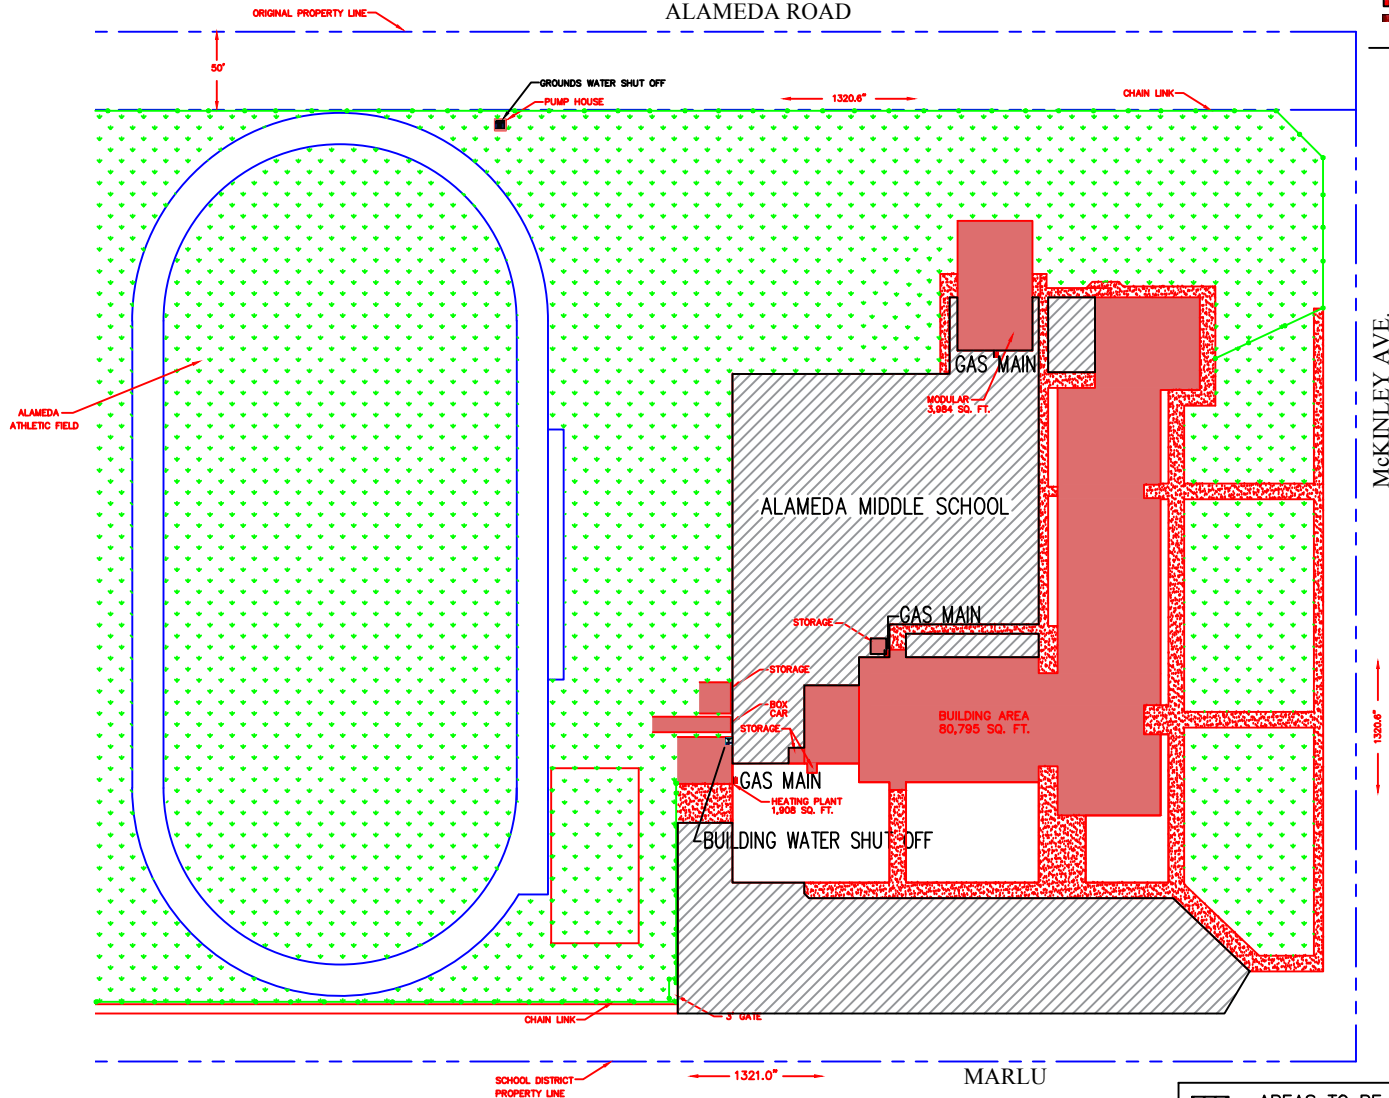 ALAMEDA ROAD
ORIGINAL PROPERTY LINE
50'
GROUNDS WATER SHUT OFF
PUMP HOUSE
1320.6"
CHAIN LINK
McKINLEY AVE.
GAS MAIN
MODULAR
3,984 SQ. FT.
ALAMEDA
ATHLETIC FIELD
ALAMEDA MIDDLE SCHOOL
GAS MAIN
STORAGE
STORAGE
BOX
CAR
STORAGE
BUILDING AREA
80,795 SQ. FT.
1320.6"
GAS MAIN
HEATING PLANT
1,908 SQ. FT.
BUILDING WATER SHUT OFF
CHAIN LINK
3' GATE
SCHOOL DISTRICT
PROPERTY LINE
1321.0"
MARLU
AREAS TO BE